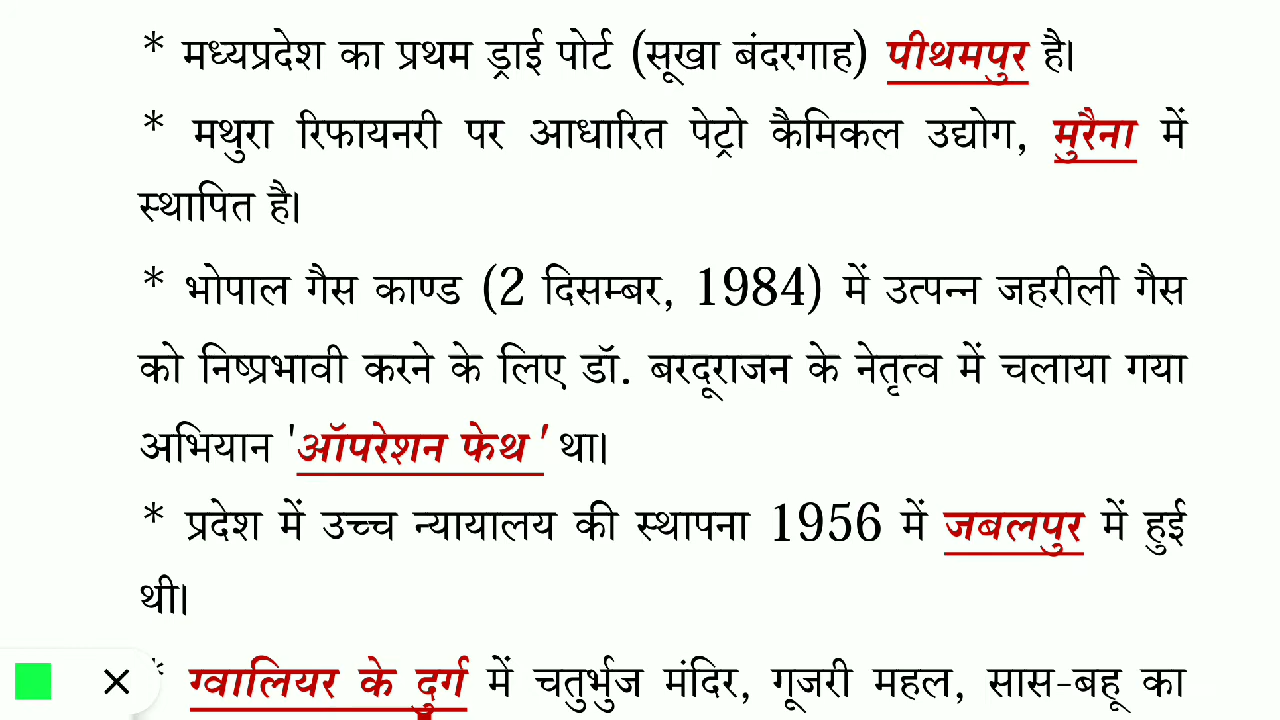 * मध्यप्रदेश का प्रथम ड्राई पोर्ट (सूखा बंदरगाह) पीथमपुर है।
* मथुरा रिफायनरी पर आधारित पेट्रो कैमिकल उद्योग, मुरैना में
स्थापित है।
* भोपाल गैस काण्ड (2 दिसम्बर, 1984) में उत्पन्न जहरीली गैस
को निष्प्रभावी करने के लिए डॉ. बरदूराजन के नेतृत्व में चलाया गया
अभियान 'ऑपरेशन फेथ' था।
* प्रदेश में उच्च न्यायालय की स्थापना 1956 में जबलपुर में हुई
थी।
* ग्वालियर के दुर्ग में चतुर्भुज मंदिर, गूजरी महल, सास-बहू का